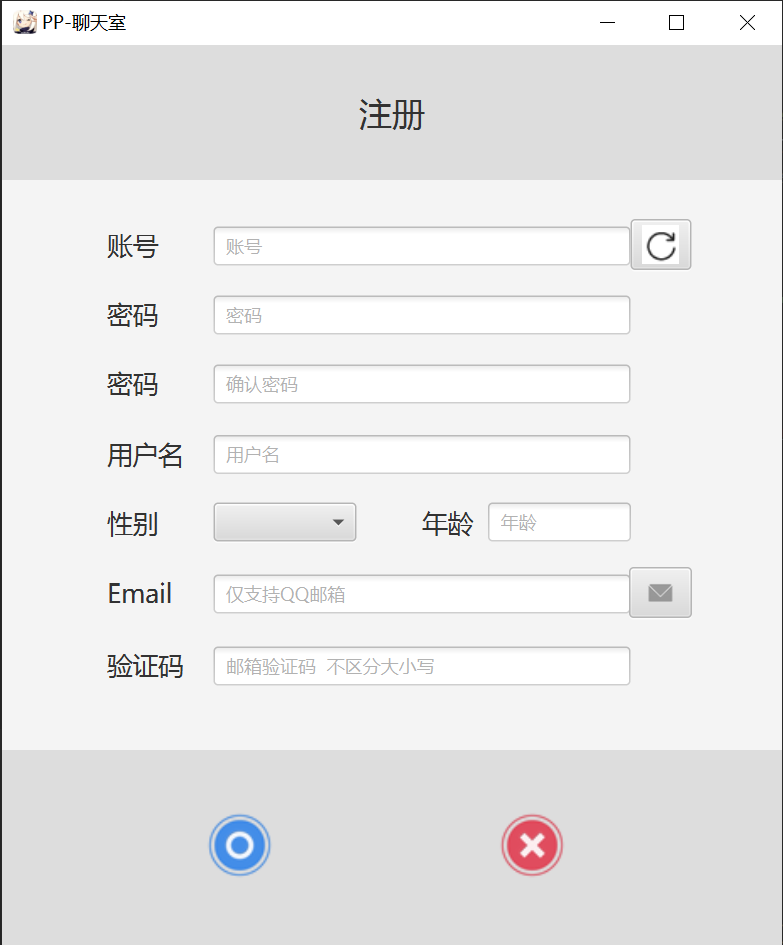 PP-聊天室
注册
账号 账号
密码 密码
密码 确认密码
用户名 用户名
性别 年龄 年龄
Email 仅支持QQ邮箱
验证码 邮箱验证码 不区分大小写